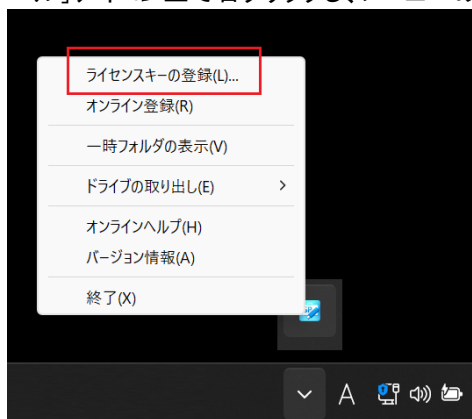 ライセンスキーの登録(L)...
オンライン登録(R)
一時フォルダの表示(V)
ドライブの取り出し(E)
オンラインヘルプ(H)
バージョン情報(A)
終了(X)
A